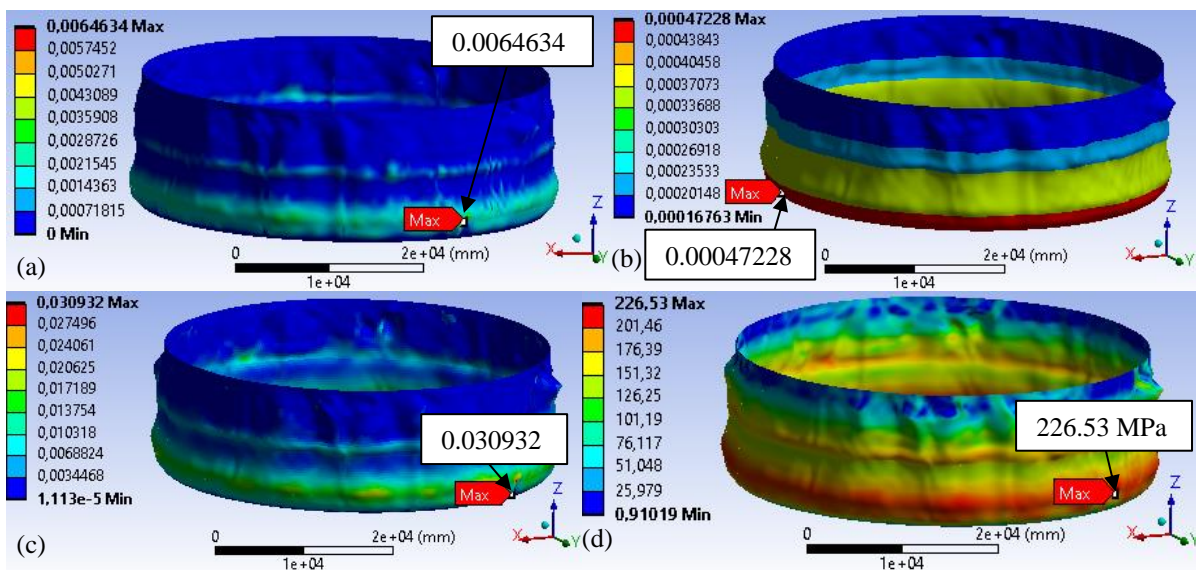 0,0064634 Max
0,0057452
0,0050271
0,0043089
0,0035908
0,0028726
0,0021545
0,0014363
0,00071815
0 Min
0.0064634
Max
Z
X
Y
0
2e+04 (mm)
1e+04
(a)
0,00047228 Max
0,00043843
0,00040458
0,00037073
0,00033688
0,00030303
0,00026918
0,00023533
0,00020148
0,00016763 Min
Max
0.00047228
Z
X
Y
0
2e+04 (mm)
1e+04
(b)
0,030932 Max
0,027496
0,024061
0,020625
0,017189
0,013754
0,010318
0,0068824
0,0034468
1,113e-5 Min
0.030932
Max
Z
X
Y
0
2e+04 (mm)
1e+04
(c)
226,53 Max
201,46
176,39
151,32
126,25
101,19
76,117
51,048
25,979
0,91019 Min
226.53 MPa
Max
Z
X
Y
0
2e+04 (mm)
1e+04
(d)